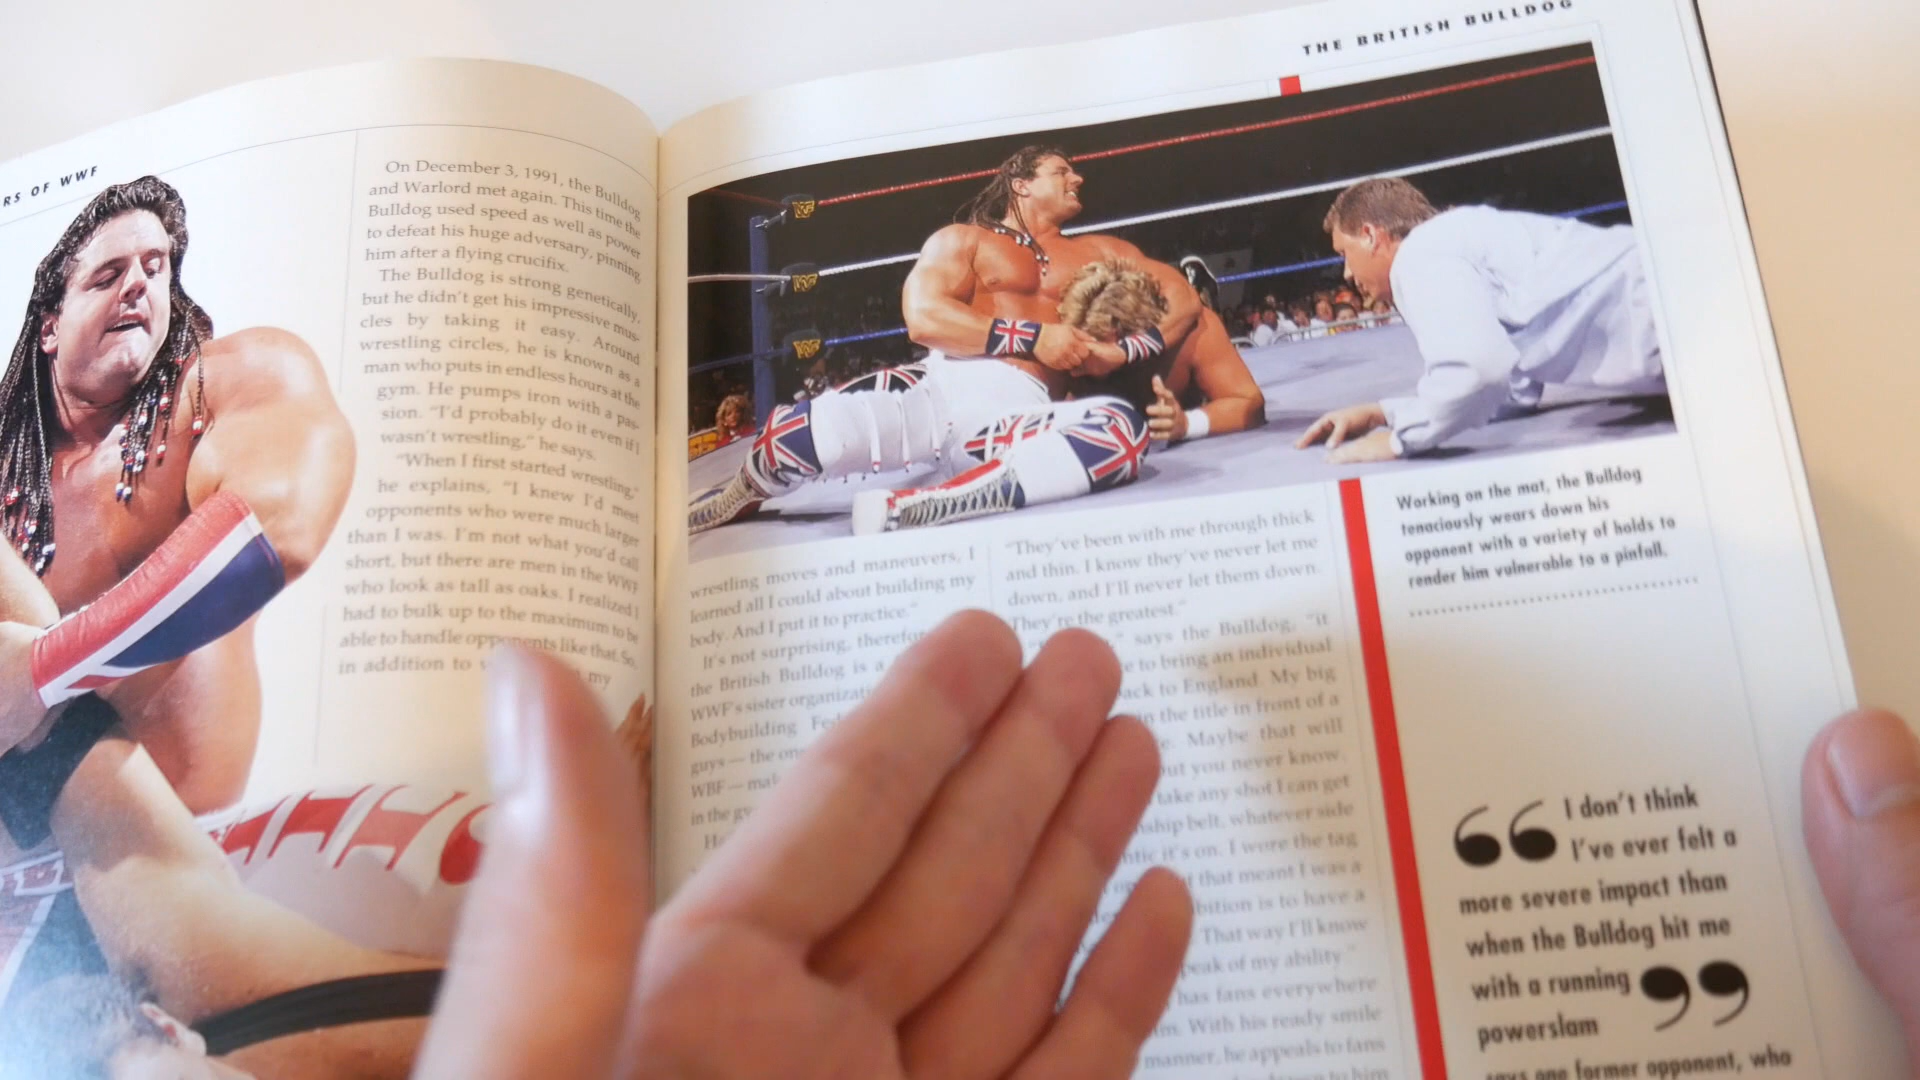 RS OF WWF
On December 3, 1991, the Bulldog
and Warlord met again. This time the
Bulldog used speed as well as power
to defeat his huge adversary, pinning
him after a flying crucifix.
The Bulldog is strong genetically,
but he didn't get his impressive mus-
cles by taking it easy. Around
wrestling circles, he is known as a
man who puts in endless hours at the
gym. He pumps iron with a pas-
sion. "I'd probably do it even if I
wasn't wrestling," he says.
"When I first started wrestling,"
he explains, "I knew I'd meet
opponents who were much larger
than I was. I'm not what you'd call
short, but there are men in the WWF
who look as tall as oaks. I realized I
had to bulk up to the maximum to be
able to handle opponents like that. So,
in addition to my
THE BRITISH BULLDOG
wrestling moves and maneuvers, I
learned all I could about building my
body. And I put it to practice."
It's not surprising,
the British Bulldog is a
WWF's sister
Bodybuilding
guys — the
WBF —
in the
"They've been with me through thick
and thin. I know they've never let me
down, and I'll never let them down.
They're the greatest."
says the Bulldog, "it
to bring an individual
back to England. My big
the title in front of a
Maybe that will
but you never know.
take any shot I can get
belt, whatever side
it's on. I wore the tag
that meant I was a
is to have a
That way I'll know
peak of my ability."
has fans everywhere
With his ready smile
manner, he appeals to fans
to him
Working on the mat, the Bulldog
tenaciously wears down his
opponent with a variety of holds to
render him vulnerable to a pinfall.
“ I don't think
I've ever felt a
more severe impact than
when the Bulldog hit me
with a running ”
powerslam
says one former opponent, who